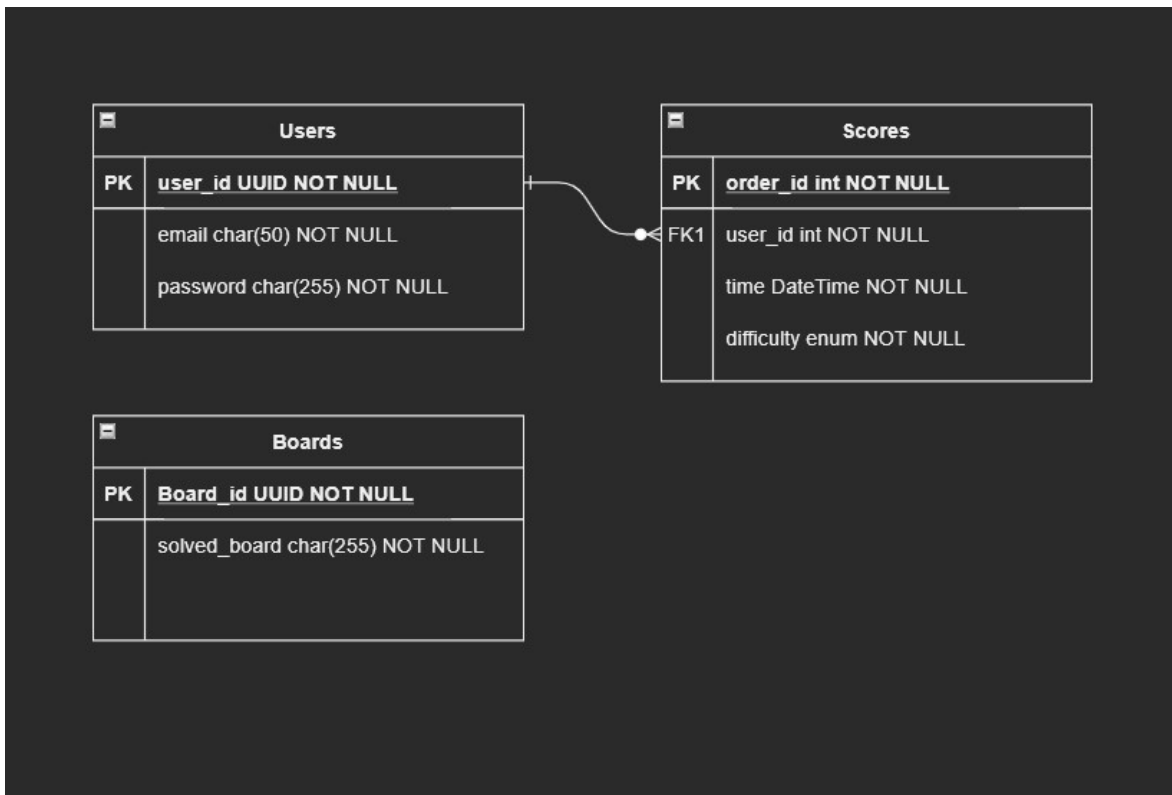 Users
PK user_id UUID NOT NULL
email char(50) NOT NULL
password char(255) NOT NULL
Scores
PK order_id int NOT NULL
FK1 user_id int NOT NULL
time DateTime NOT NULL
difficulty enum NOT NULL
Boards
PK Board_id UUID NOT NULL
solved_board char(255) NOT NULL